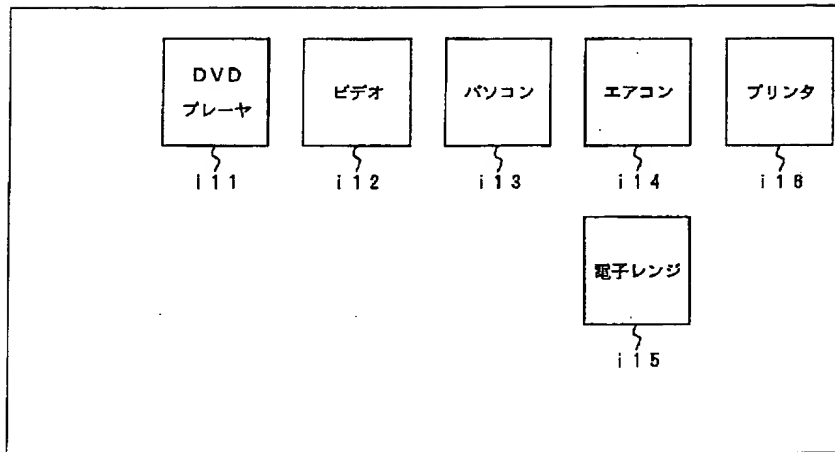 DVD
プレーヤ
ビデオ
パソコン
エアコン
プリンタ
i11
i12
i13
i14
i16
電子レンジ
i15